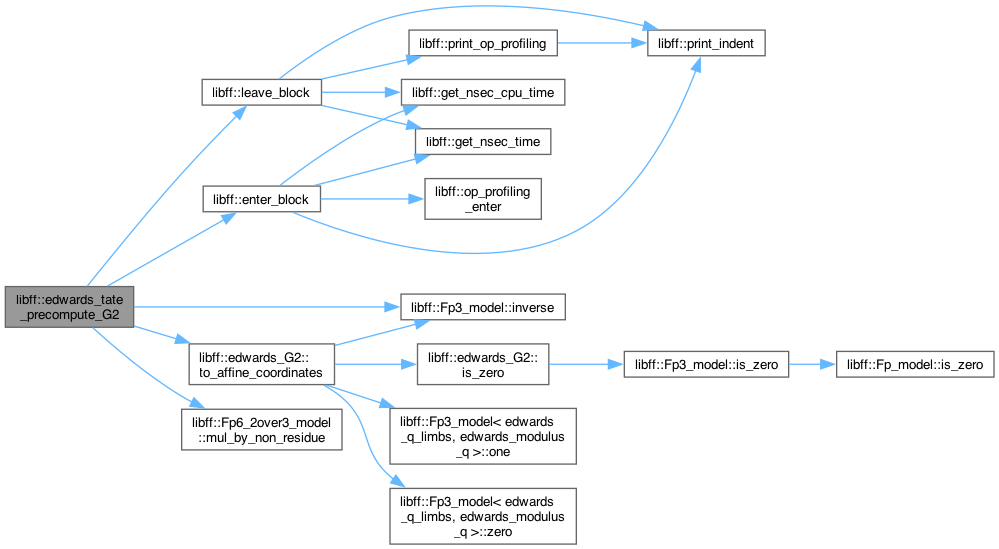 libff::edwards_tate
_precompute_G2
libff::leave_block
libff::print_op_profiling
libff::print_indent
libff::get_nsec_cpu_time
libff::get_nsec_time
libff::enter_block
libff::op_profiling
_enter
libff::Fp3_model::inverse
libff::edwards_G2::
to_affine_coordinates
libff::edwards_G2::
is_zero
libff::Fp3_model::is_zero
libff::Fp_model::is_zero
libff::Fp6_2over3_model
::mul_by_non_residue
libff::Fp3_model< edwards
_q_limbs, edwards_modulus
_q >::one
libff::Fp3_model< edwards
_q_limbs, edwards_modulus
_q >::zero